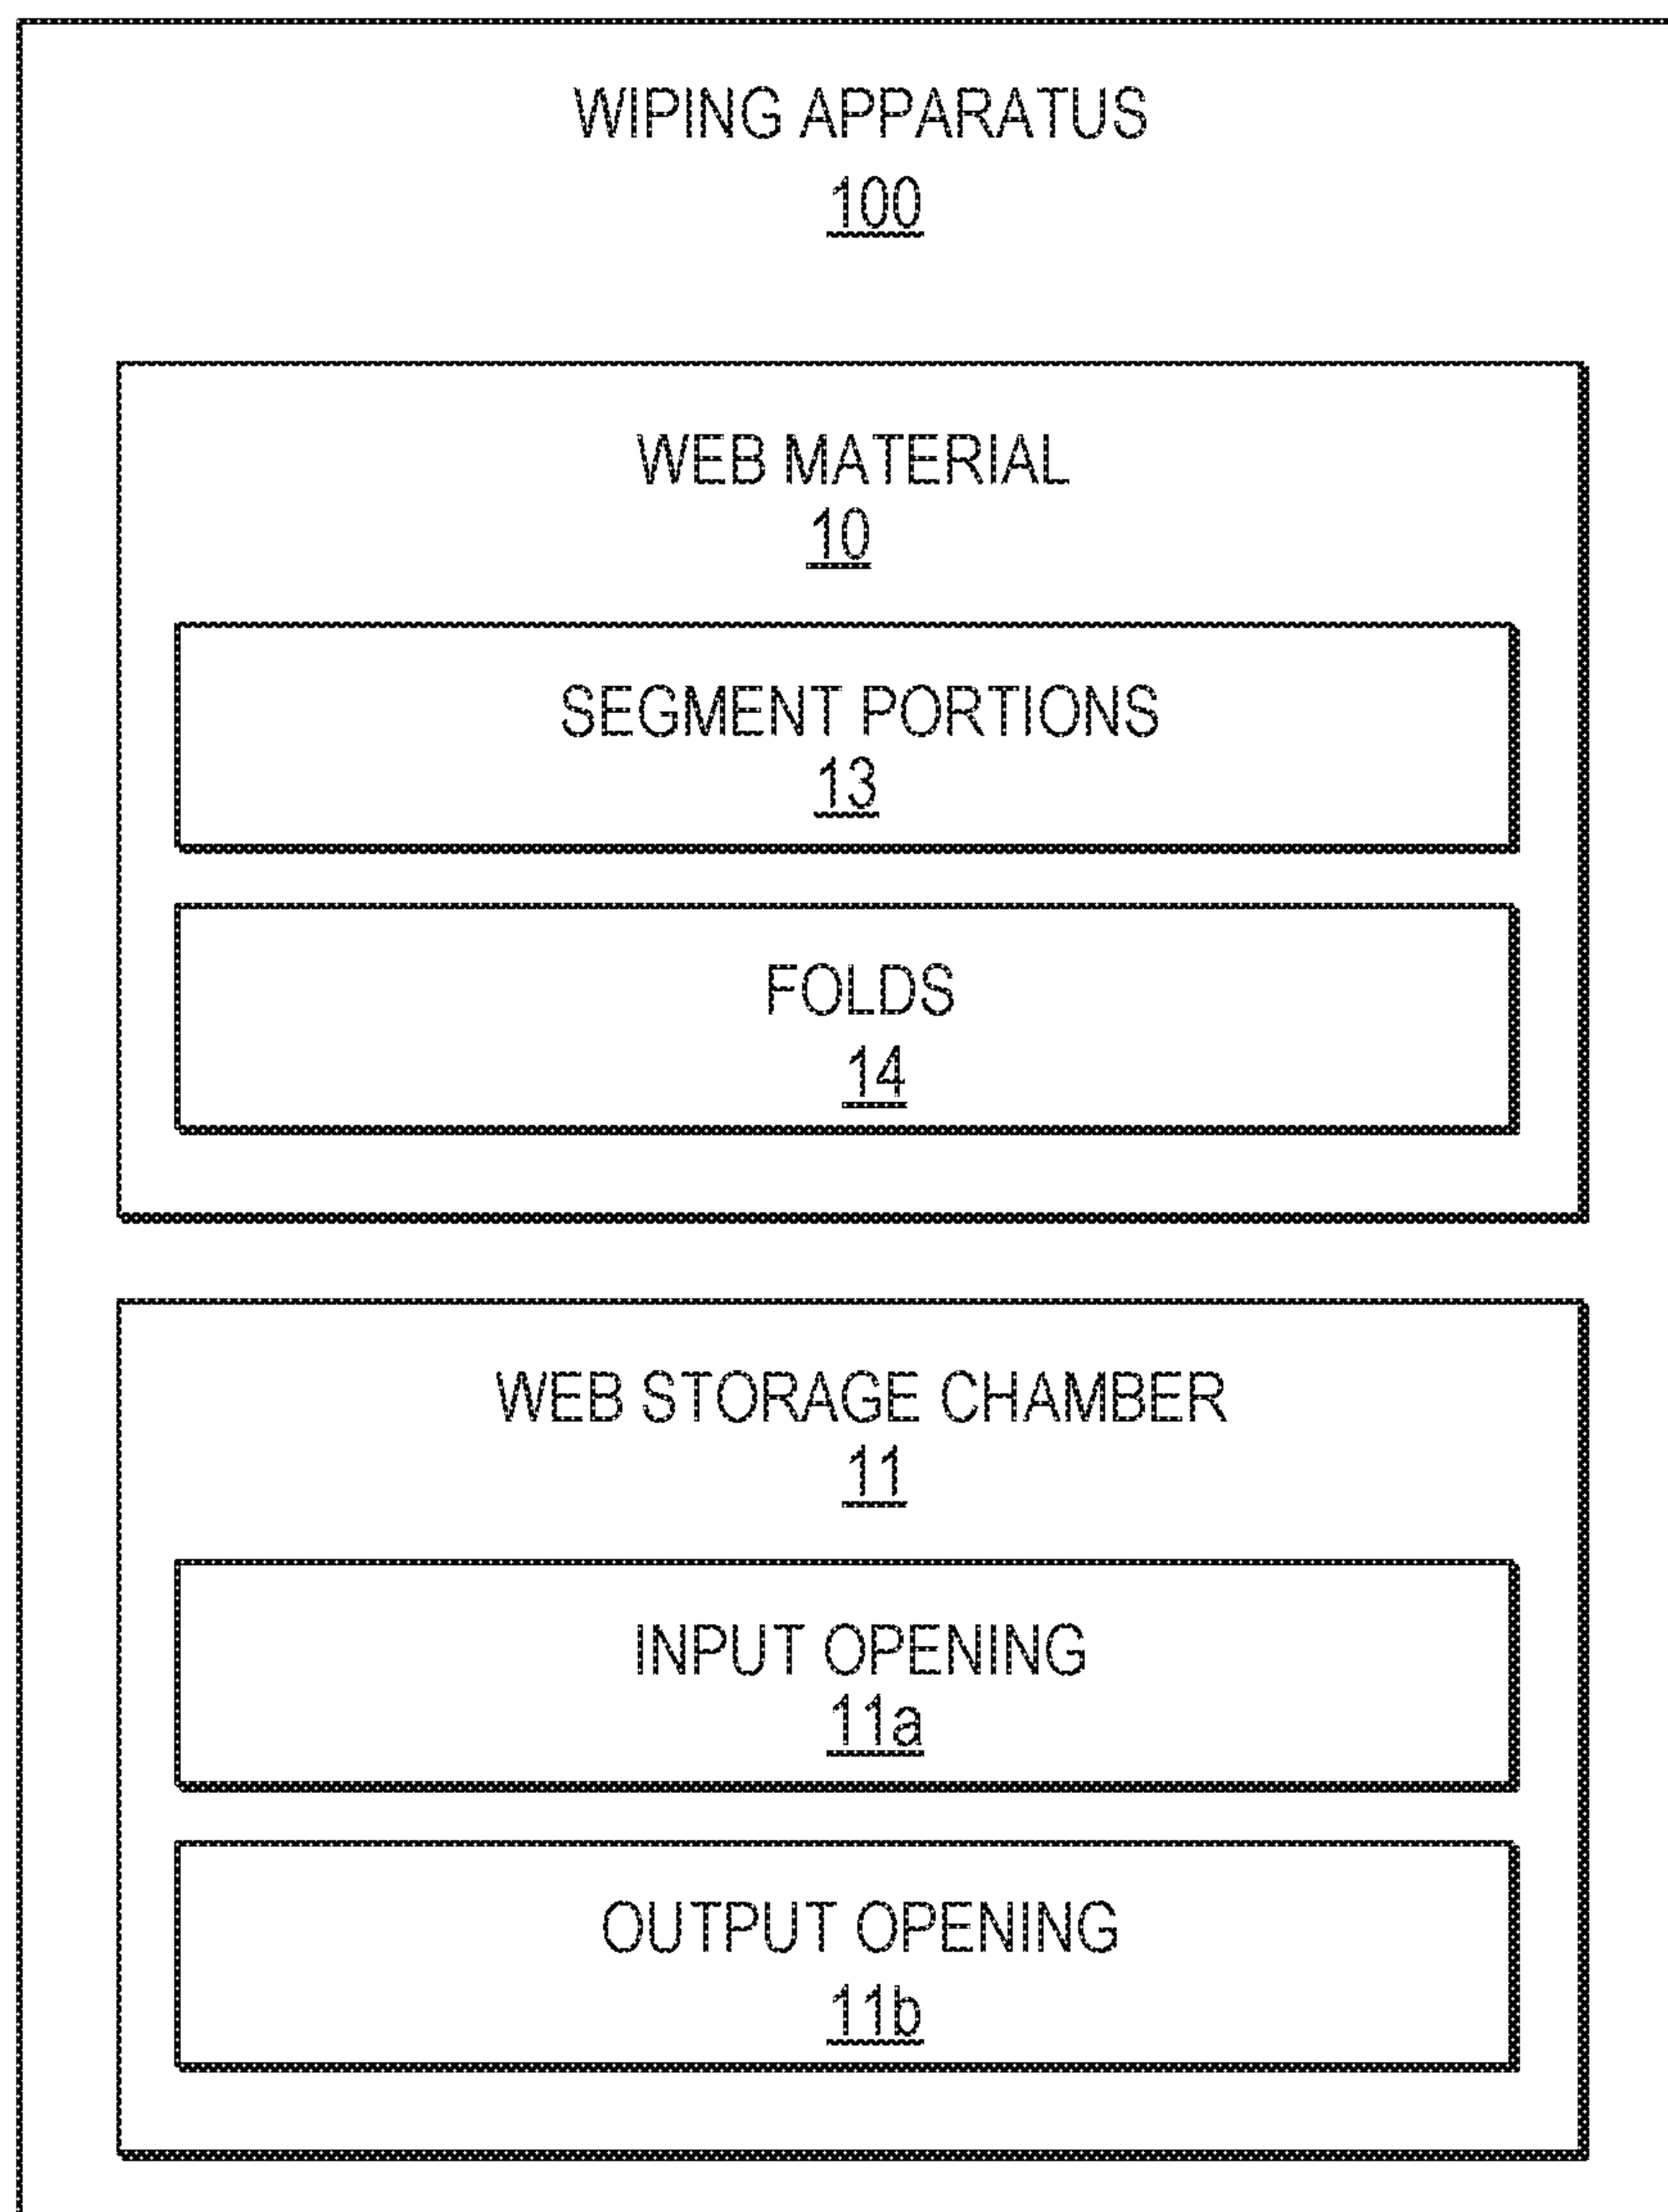 WIPING APPARATUS
100
WEB MATERIAL
10
SEGMENT PORTIONS
13
FOLDS
14
WEB STORAGE CHAMBER
11
INPUT OPENING
11a
OUTPUT OPENING
11b